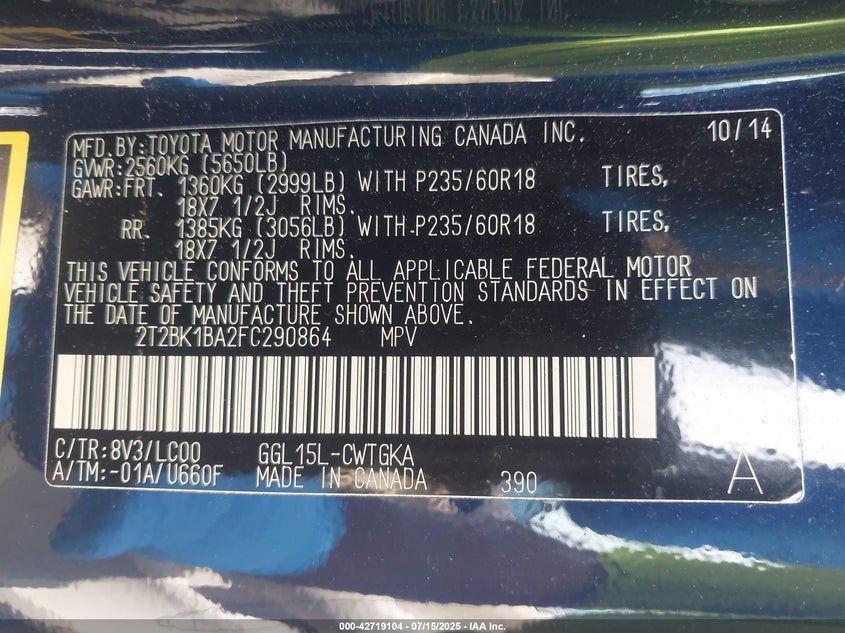 MFD. BY: TOYOTA MOTOR MANUFACTURING CANADA INC. 10/14
GVWR: 2560KG (5650LB)
GAWR: FRT. 1360KG (2999LB) WITH P235/60R18 TIRES,
18X7 1/2J RIMS.
RR. 1385KG (3056LB) WITH P235/60R18 TIRES,
18X7 1/2J RIMS.
THIS VEHICLE CONFORMS TO ALL APPLICABLE FEDERAL MOTOR
VEHICLE SAFETY AND THEFT PREVENTION STANDARDS IN EFFECT ON
THE DATE OF MANUFACTURE SHOWN ABOVE.
2T2BK1BA2FC290864 MPV
C/TR: 8V3/LC00 GGL15L-CWTGKA
A/TM: -01A/U660F MADE IN CANADA 390 A
000-42719104 - 07/15/2025 - IAA Inc.